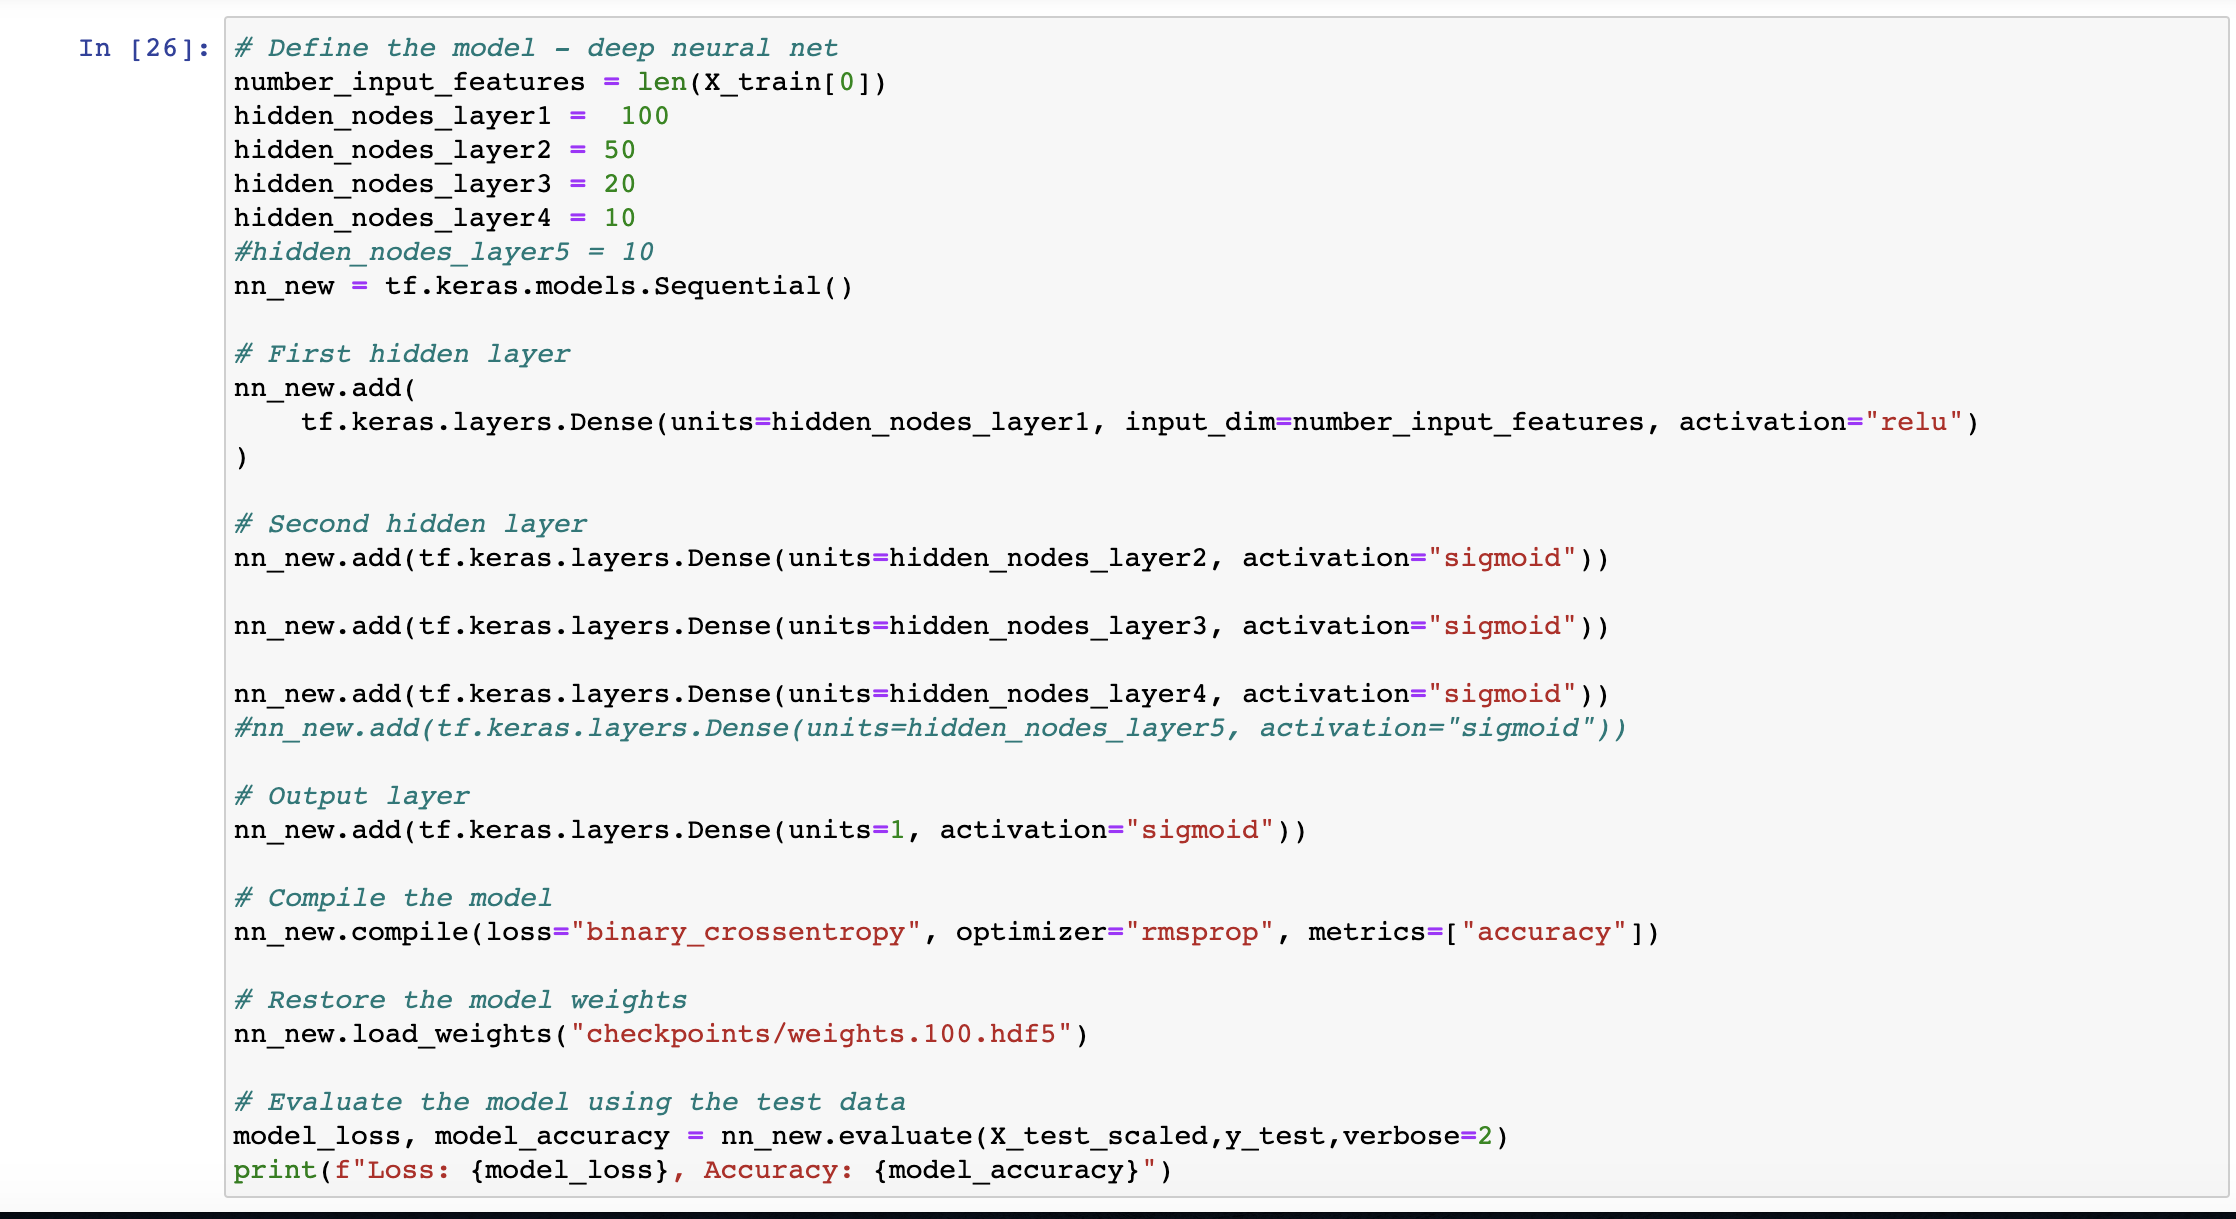 In [26]:
# Define the model - deep neural net
number_input_features = len(X_train[0])
hidden_nodes_layer1 =  100
hidden_nodes_layer2 = 50
hidden_nodes_layer3 = 20
hidden_nodes_layer4 = 10
#hidden_nodes_layer5 = 10
nn_new = tf.keras.models.Sequential()

# First hidden layer
nn_new.add(
    tf.keras.layers.Dense(units=hidden_nodes_layer1, input_dim=number_input_features, activation="relu")
)

# Second hidden layer
nn_new.add(tf.keras.layers.Dense(units=hidden_nodes_layer2, activation="sigmoid"))

nn_new.add(tf.keras.layers.Dense(units=hidden_nodes_layer3, activation="sigmoid"))

nn_new.add(tf.keras.layers.Dense(units=hidden_nodes_layer4, activation="sigmoid"))
#nn_new.add(tf.keras.layers.Dense(units=hidden_nodes_layer5, activation="sigmoid"))

# Output layer
nn_new.add(tf.keras.layers.Dense(units=1, activation="sigmoid"))

# Compile the model
nn_new.compile(loss="binary_crossentropy", optimizer="rmsprop", metrics=["accuracy"])

# Restore the model weights
nn_new.load_weights("checkpoints/weights.100.hdf5")

# Evaluate the model using the test data
model_loss, model_accuracy = nn_new.evaluate(X_test_scaled,y_test,verbose=2)
print(f"Loss: {model_loss}, Accuracy: {model_accuracy}")